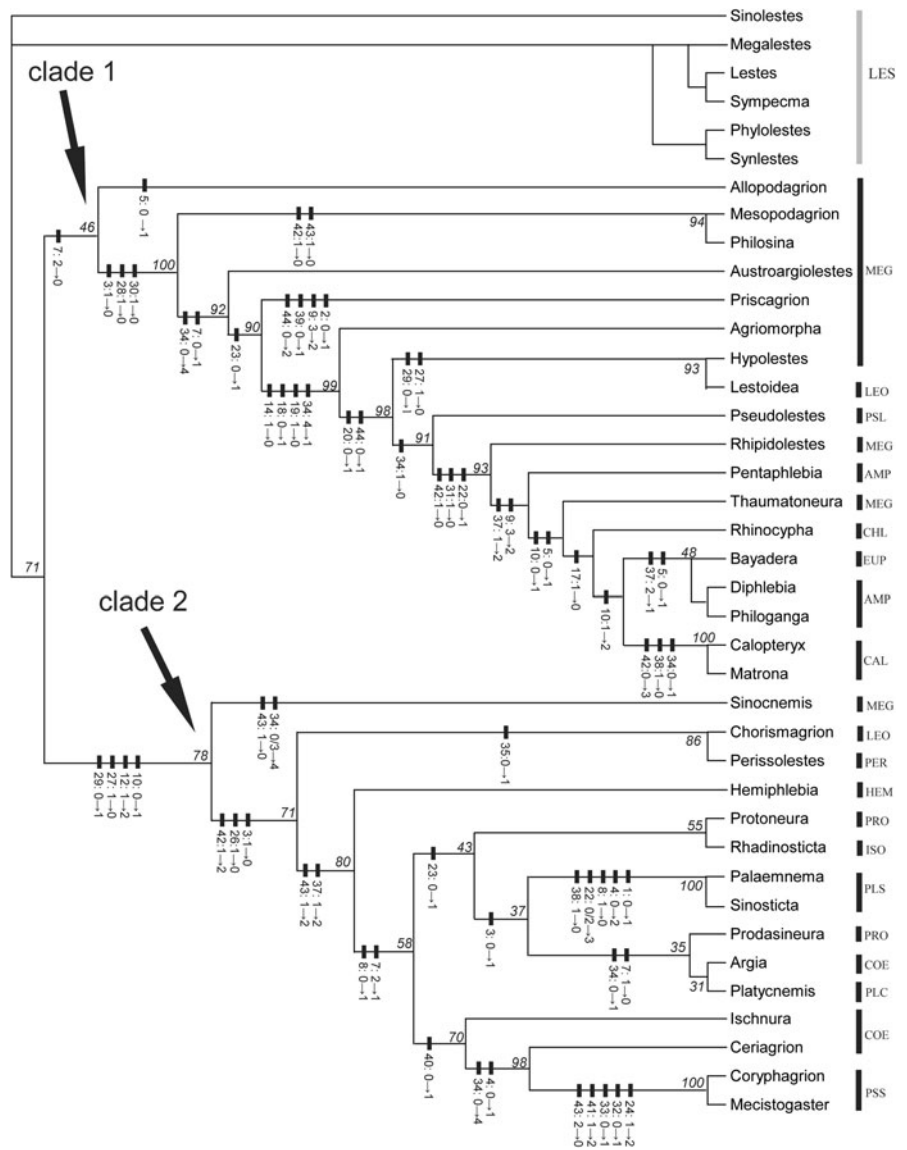 Sinolestes
Megalestes
clade 1
LES
Lestes
Sympecma
Phylolestes
Synlestes
5: 0→1
Allopodagrion
46
Mesopodagrion
94
7: 2→0
42:1→0
43:1→0
Philosina
100
3:1→0
28:1→0
30:1→0
Austroargiolestes
MEG
92
34: 0→4
7: 0→1
90
44: 0→2
39: 0→1
9: 3→2
2: 0→1
Priscagrion
23: 0→1
Agriomorpha
99
Hypolestes
93
14: 1→0
18: 0→1
19: 1→0
34: 4→1
29: 0→1
27: 1→0
Lestoidea
LEO
98
20: 0→1
44: 0→1
Pseudolestes
PSL
91
34:1→0
Rhipidolestes
MEG
93
42:1→0
31:1→0
22:0→1
Pentaphlebia
AMP
37: 1→2
9: 3→2
Thaumatoneura
MEG
10: 0→1
5: 0→1
Rhinocypha
CHL
17:1→0
Bayadera
48
EUP
37: 2→1
5: 0→1
71
Diphlebia
AMP
10:1→2
Philoganga
clade 2
Calopteryx
100
CAL
42:0→3
38:1→0
34:0→1
Matrona
Sinocnemis
MEG
43: 1→0
34: 0/3→4
Chorismagrion
LEO
86
35:0→1
78
Perissolestes
PER
29: 0→1
27: 1→0
12: 1→2
10: 0→1
Hemiphlebia
HEM
71
42:1→2
26:1→0
3:1→0
Protoneura
PRO
55
Rhadinosticta
ISO
43
80
43: 1→2
37: 1→2
23: 0→1
Palaemnema
100
PLS
38: 1→0
22: 0/2→3
8: 1→0
4: 0→2
1: 0→1
Sinosticta
37
3: 0→1
Prodasineura
PRO
35
58
8: 0→1
7: 2→1
Argia
COE
34: 0→1
7: 1→0
31
Platycnemis
PLC
Ischnura
COE
70
40: 0→1
Ceriagrion
98
34: 0→4
4: 0→1
Coryphagrion
100
PSS
43: 2→0
41: 1→2
33: 0→1
32: 0→1
24: 1→2
Mecistogaster